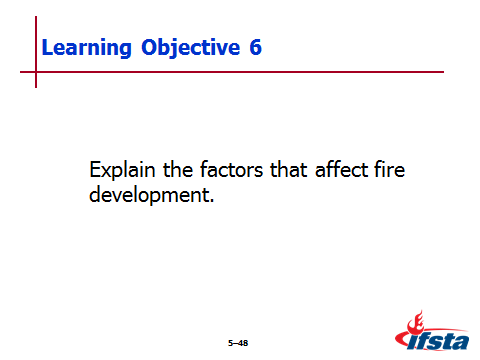 Learning Objective 6
Explain the factors that affect fire
development.
5–48
ifsta